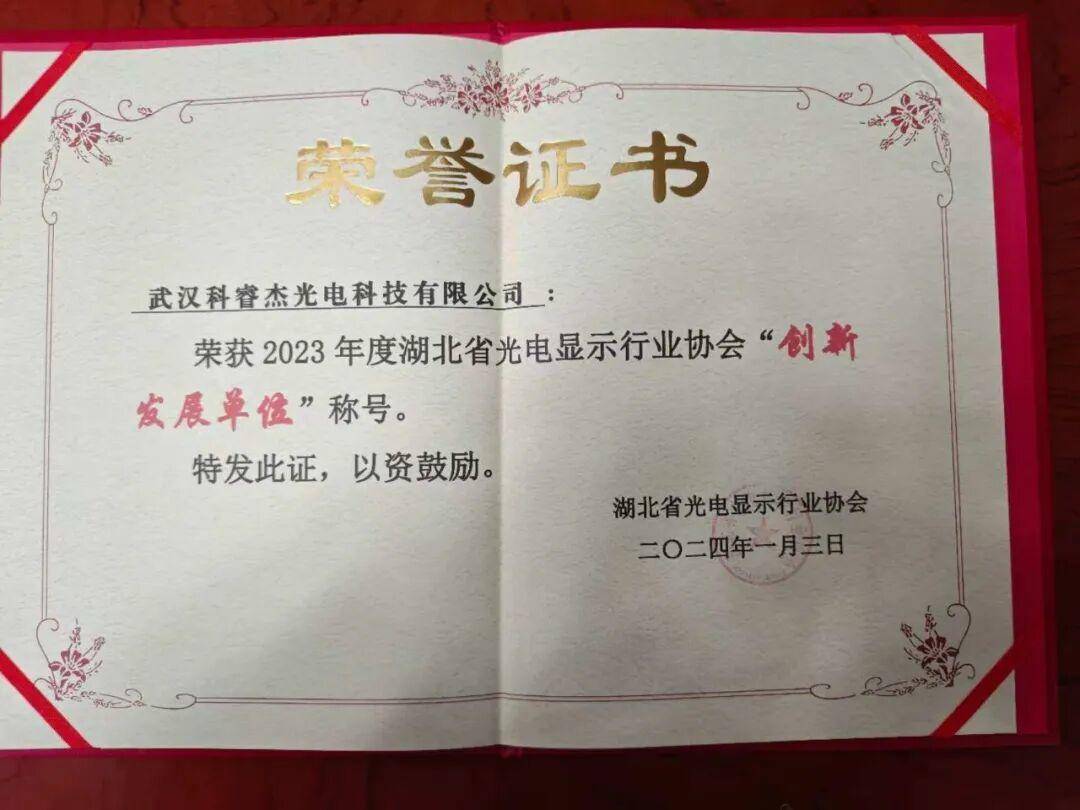 荣誉证书
武汉科睿杰光电科技有限公司：
荣获2023年度湖北省光电显示行业协会“创新
发展单位”称号。
特发此证，以资鼓励。
湖北省光电显示行业协会
二〇二四年一月三日